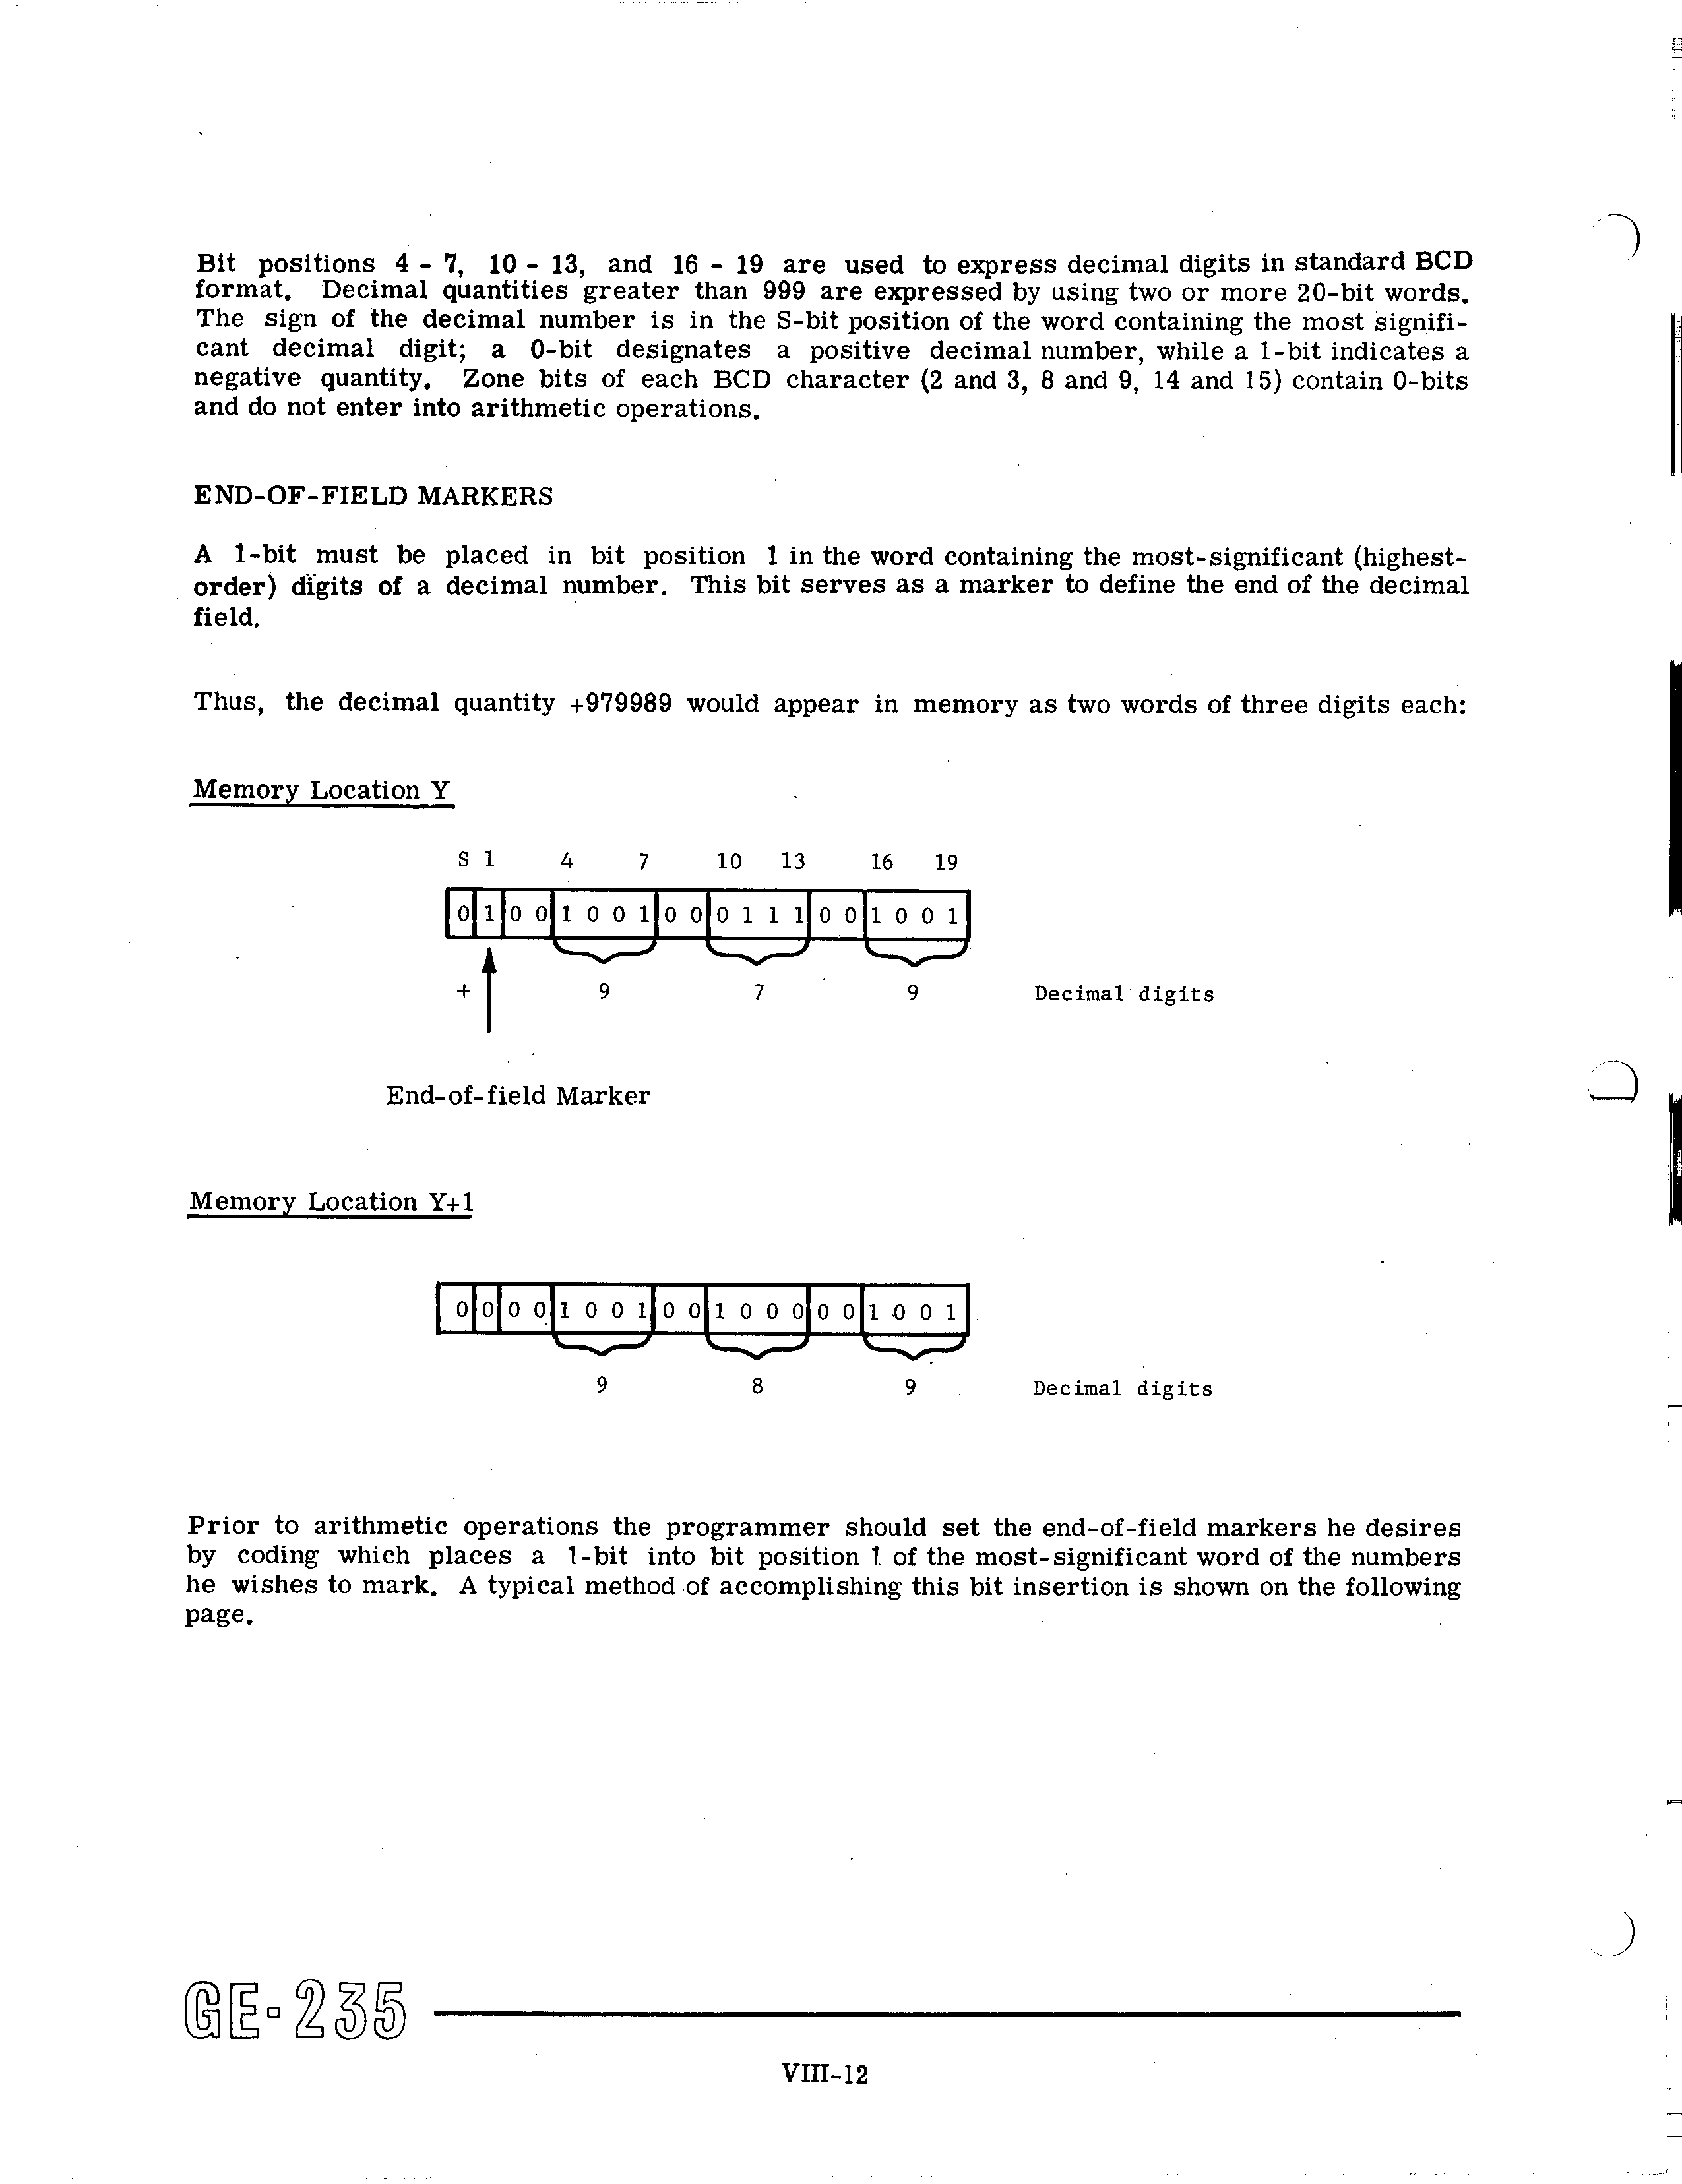 Bit positions 4 - 7, 10 - 13, and 16 - 19 are used to express decimal digits in standard BCD
format. Decimal quantities greater than 999 are expressed by using two or more 20-bit words.
The sign of the decimal number is in the S-bit position of the word containing the most signifi-
cant decimal digit; a 0-bit designates a positive decimal number, while a 1-bit indicates a
negative quantity. Zone bits of each BCD character (2 and 3, 8 and 9, 14 and 15) contain 0-bits
and do not enter into arithmetic operations.
END-OF-FIELD MARKERS
A 1-bit must be placed in bit position 1 in the word containing the most-significant (highest-
order) digits of a decimal number. This bit serves as a marker to define the end of the decimal
field.
Thus, the decimal quantity +979989 would appear in memory as two words of three digits each:
Memory Location Y
S 1 4 7 10 13 16 19
0 1 0 0 1 0 0 1 0 0 0 1 1 1 0 0 1 0 0 1
+ 9 7 9 Decimal digits
End-of-field Marker
Memory Location Y+1
0 0 0 0 1 0 0 1 0 0 1 0 0 0 0 0 1 0 0 1
9 8 9 Decimal digits
Prior to arithmetic operations the programmer should set the end-of-field markers he desires
by coding which places a 1-bit into bit position 1 of the most-significant word of the numbers
he wishes to mark. A typical method of accomplishing this bit insertion is shown on the following
page.
GE-235
VIII-12